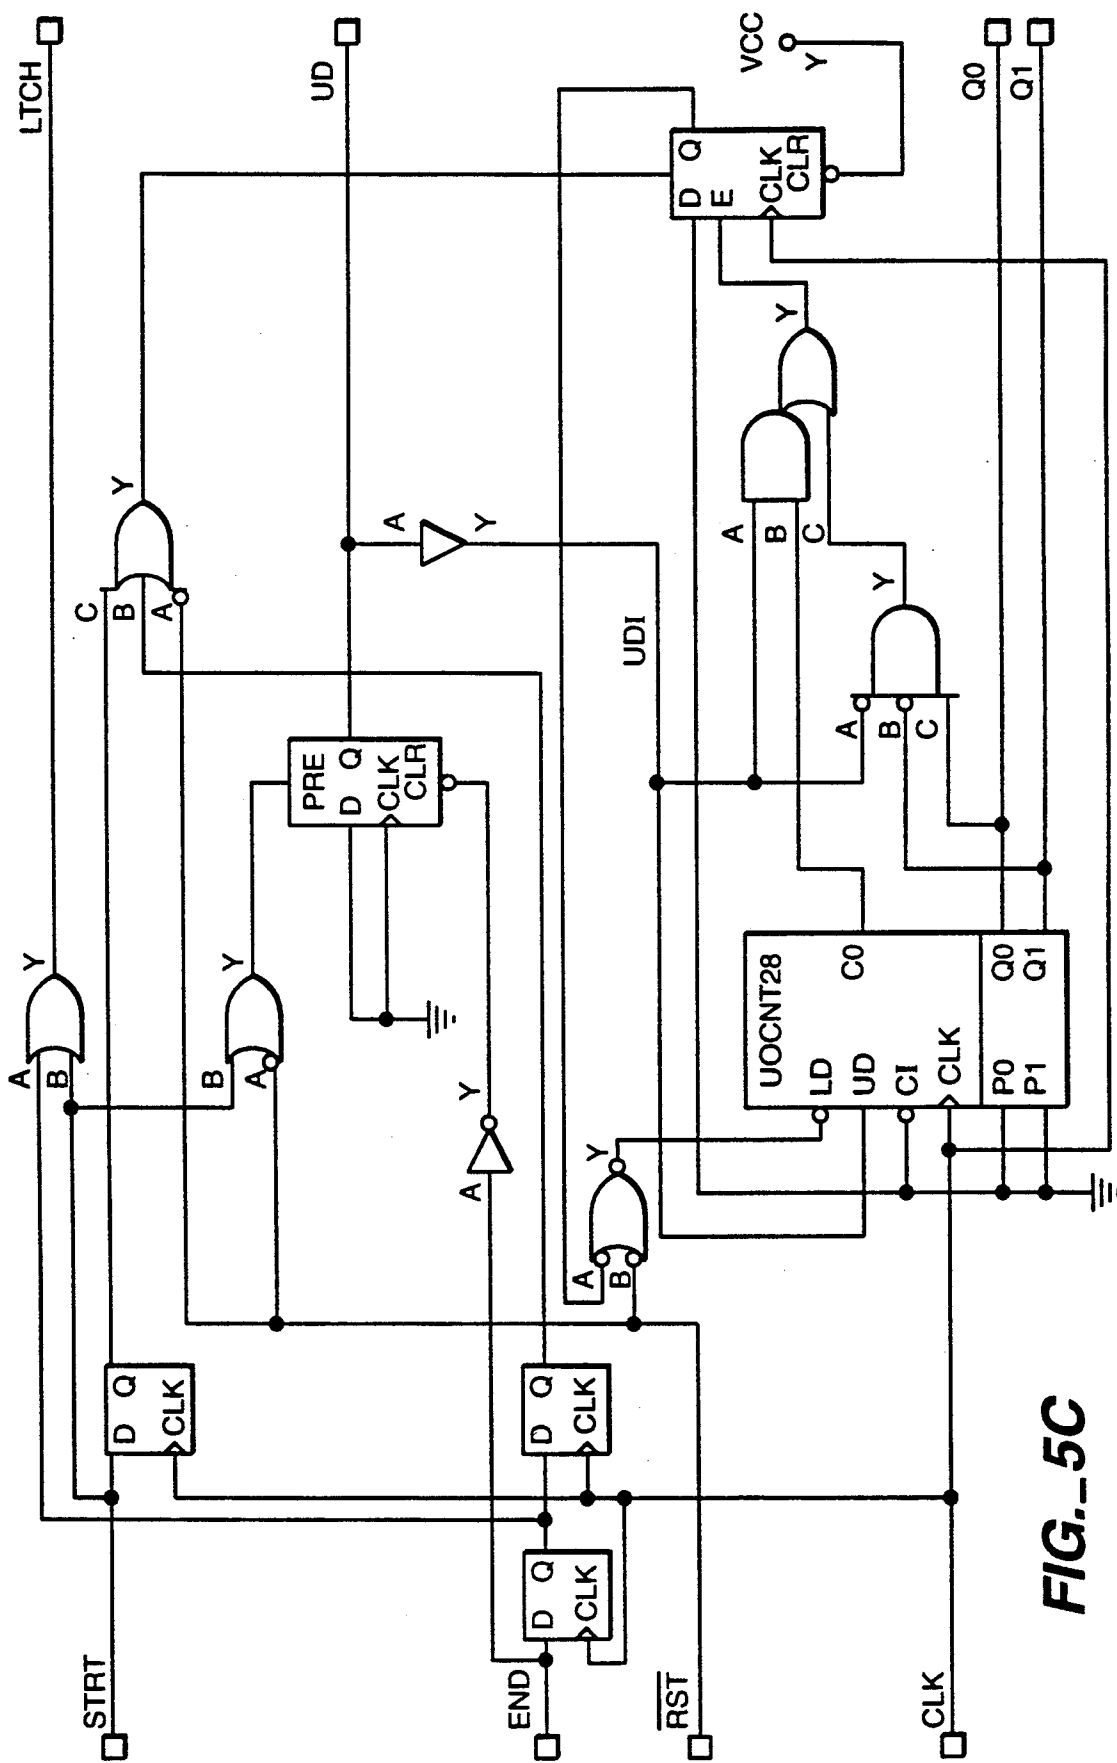 LTCH
A
Y
B
STRT
C
D Q
B
Y
CLK
A
B
Y
A
UD
PRE
D Q
CLK
CLR
A
Y
A
Y
END
D Q
CLK
D Q
CLK
A
B
Y
UDI
RST
D Q
E
CLK
CLR
VCC
Y
A
B
C
Y
UOCNT28
LD
C0
UD
CI
CLK
P0 Q0
P1 Q1
A
B
C
Y
CLK
Q0
Q1
FIG._5C